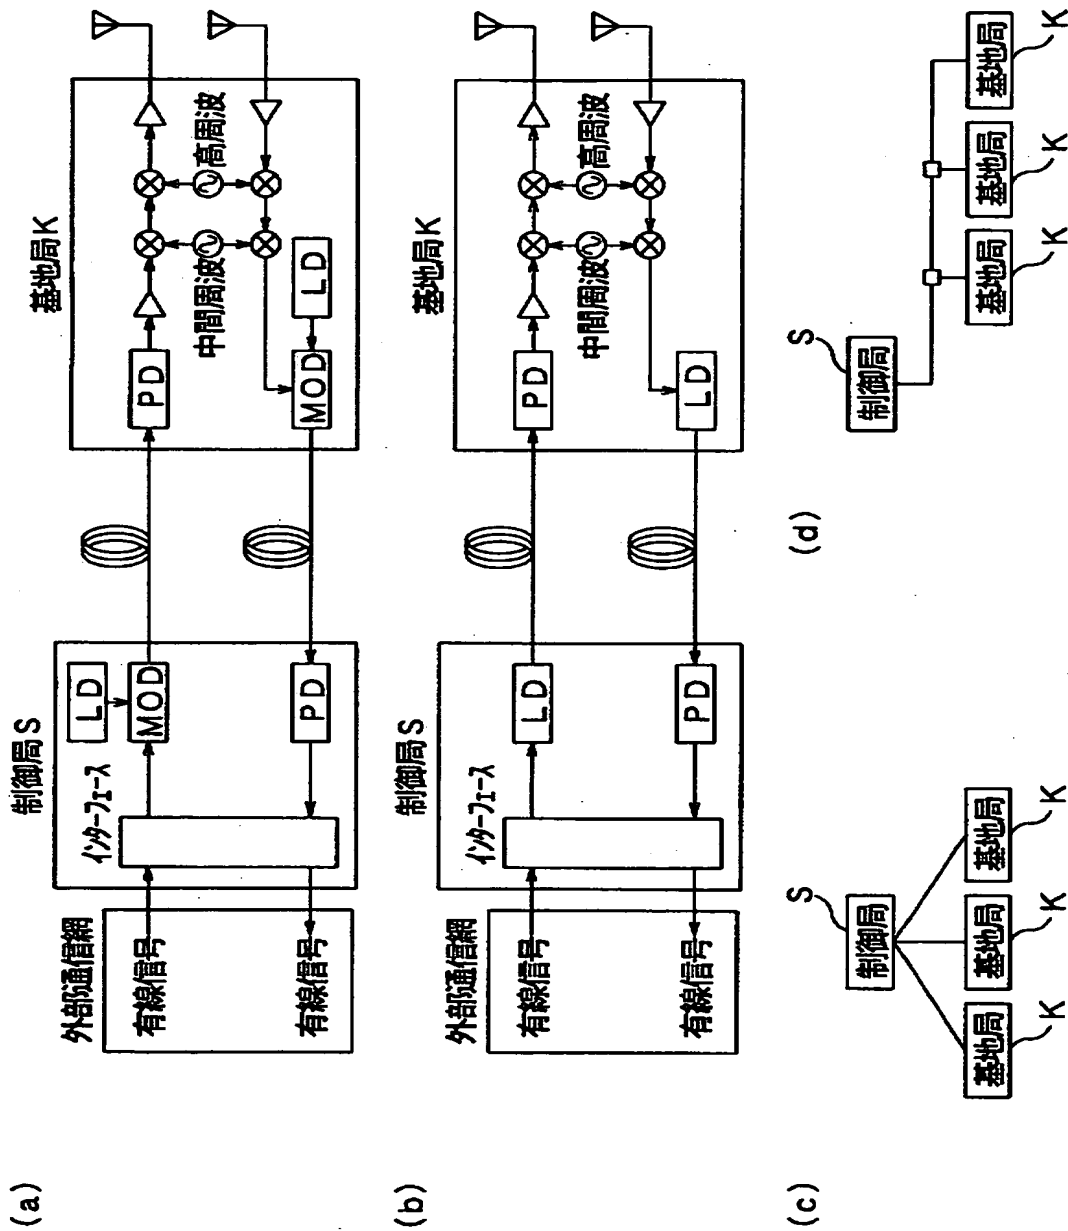 (a)
外部通信網
有線信号
有線信号
制御局S
インターフェース
LD
MOD
PD
基地局K
PD
中間周波
高周波
LD
MOD
(b)
外部通信網
有線信号
有線信号
制御局S
インターフェース
LD
PD
基地局K
PD
中間周波
高周波
LD
(c)
S
制御局
基地局
基地局
基地局
K
K
K
(d)
S
制御局
基地局
基地局
基地局
K
K
K